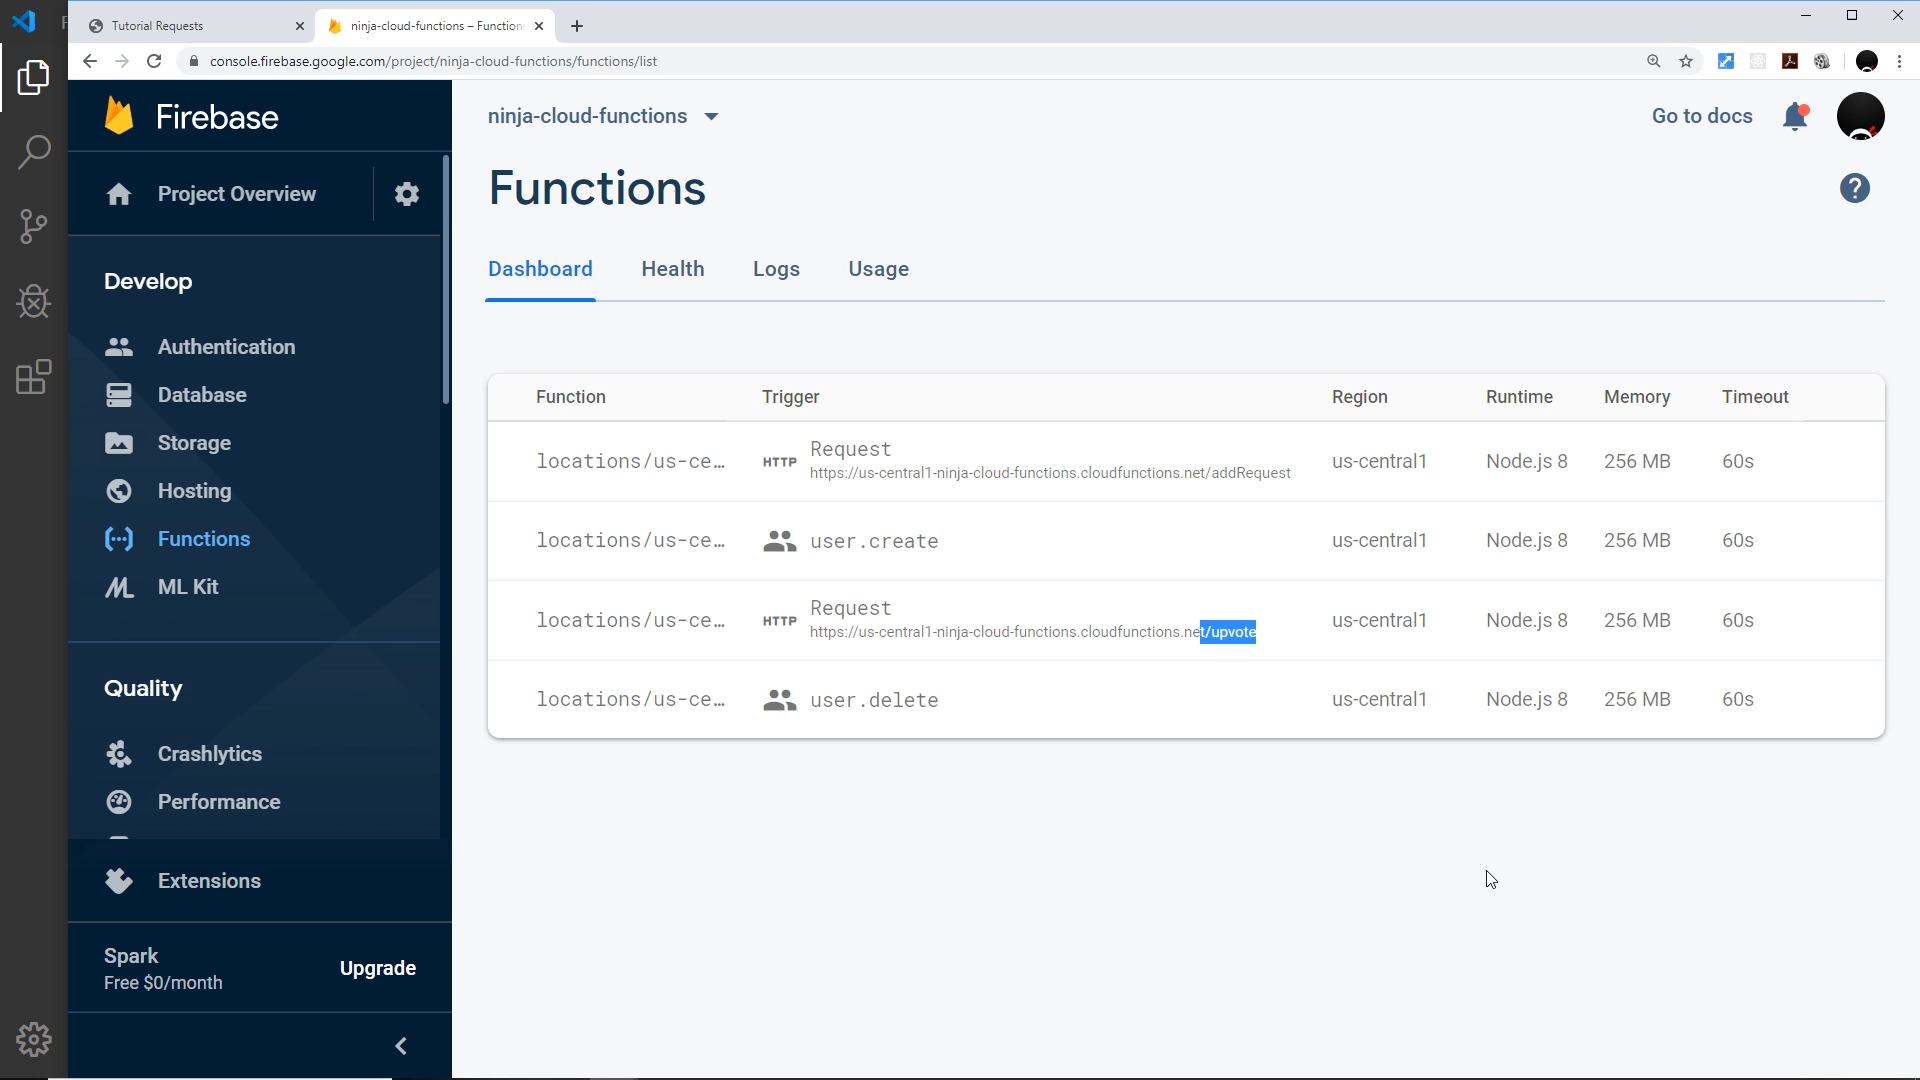 Tutorial Requests
ninja-cloud-functions – Function
console.firebase.google.com/project/ninja-cloud-functions/functions/list
Firebase
ninja-cloud-functions
Go to docs
Project Overview
Functions
Dashboard
Health
Logs
Usage
Develop
Authentication
Database
Storage
Hosting
Functions
ML Kit
Function Trigger Region Runtime Memory Timeout
locations/us-ce… HTTP Request us-central1 Node.js 8 256 MB 60s
https://us-central1-ninja-cloud-functions.cloudfunctions.net/addRequest
locations/us-ce… user.create us-central1 Node.js 8 256 MB 60s
locations/us-ce… HTTP Request us-central1 Node.js 8 256 MB 60s
https://us-central1-ninja-cloud-functions.cloudfunctions.net/upvote
locations/us-ce… user.delete us-central1 Node.js 8 256 MB 60s
Quality
Crashlytics
Performance
Extensions
Spark
Free $0/month
Upgrade